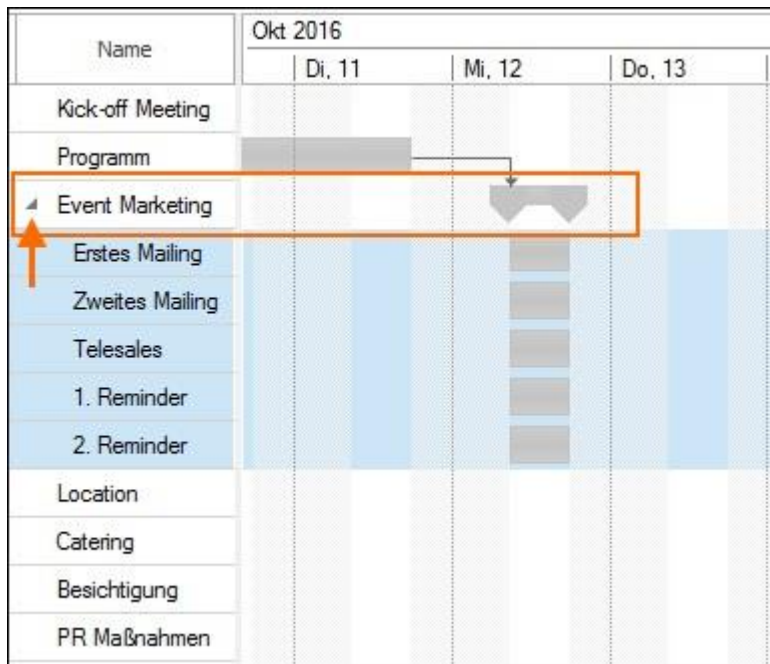 Name
Okt 2016
Di, 11
Mi, 12
Do, 13
Kick-off Meeting
Programm
Event Marketing
Erstes Mailing
Zweites Mailing
Telesales
1. Reminder
2. Reminder
Location
Catering
Besichtigung
PR Maßnahmen